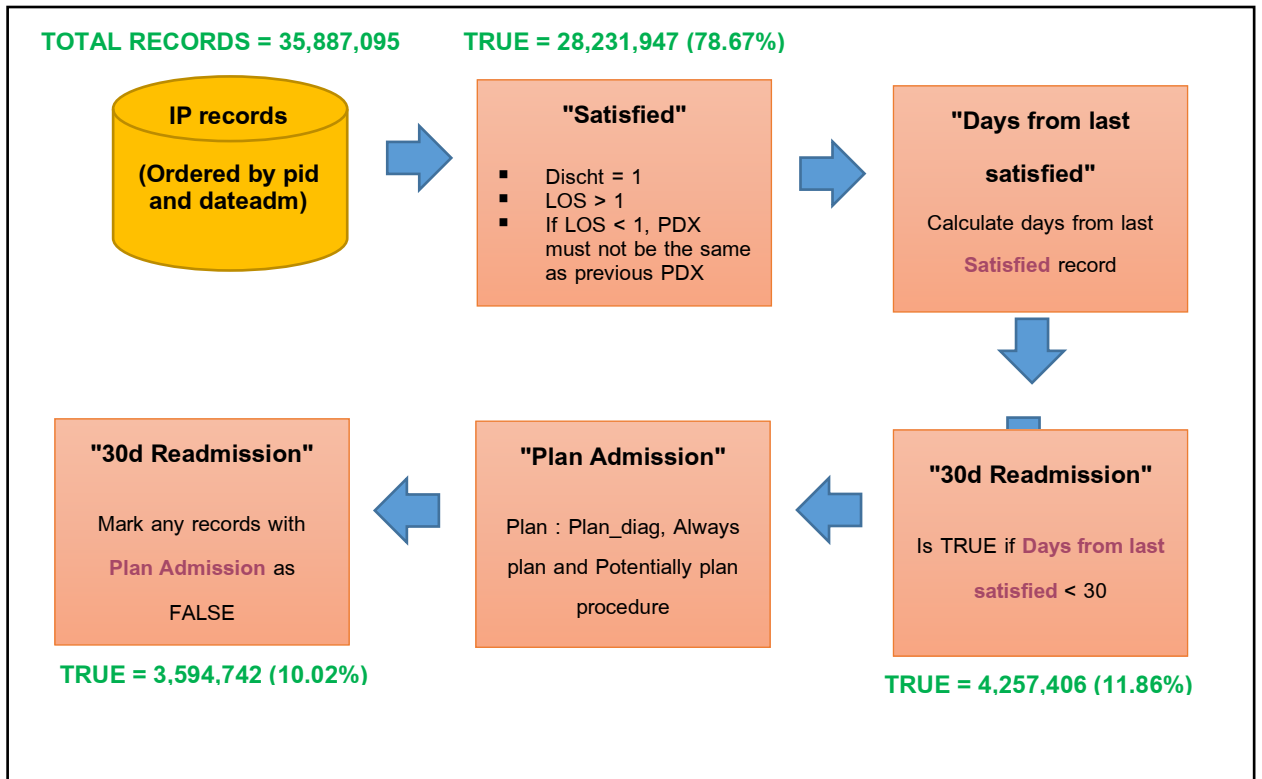 TOTAL RECORDS = 35,887,095
TRUE = 28,231,947 (78.67%)
IP records
(Ordered by pid
and dateadm)
"Satisfied"
▪ Discht = 1
▪ LOS > 1
▪ If LOS < 1, PDX
must not be the same
as previous PDX
"Days from last
satisfied"
Calculate days from last
Satisfied record
"30d Readmission"
Is TRUE if Days from last
satisfied < 30
TRUE = 4,257,406 (11.86%)
"Plan Admission"
Plan : Plan_diag, Always
plan and Potentially plan
procedure
"30d Readmission"
Mark any records with
Plan Admission as
FALSE
TRUE = 3,594,742 (10.02%)